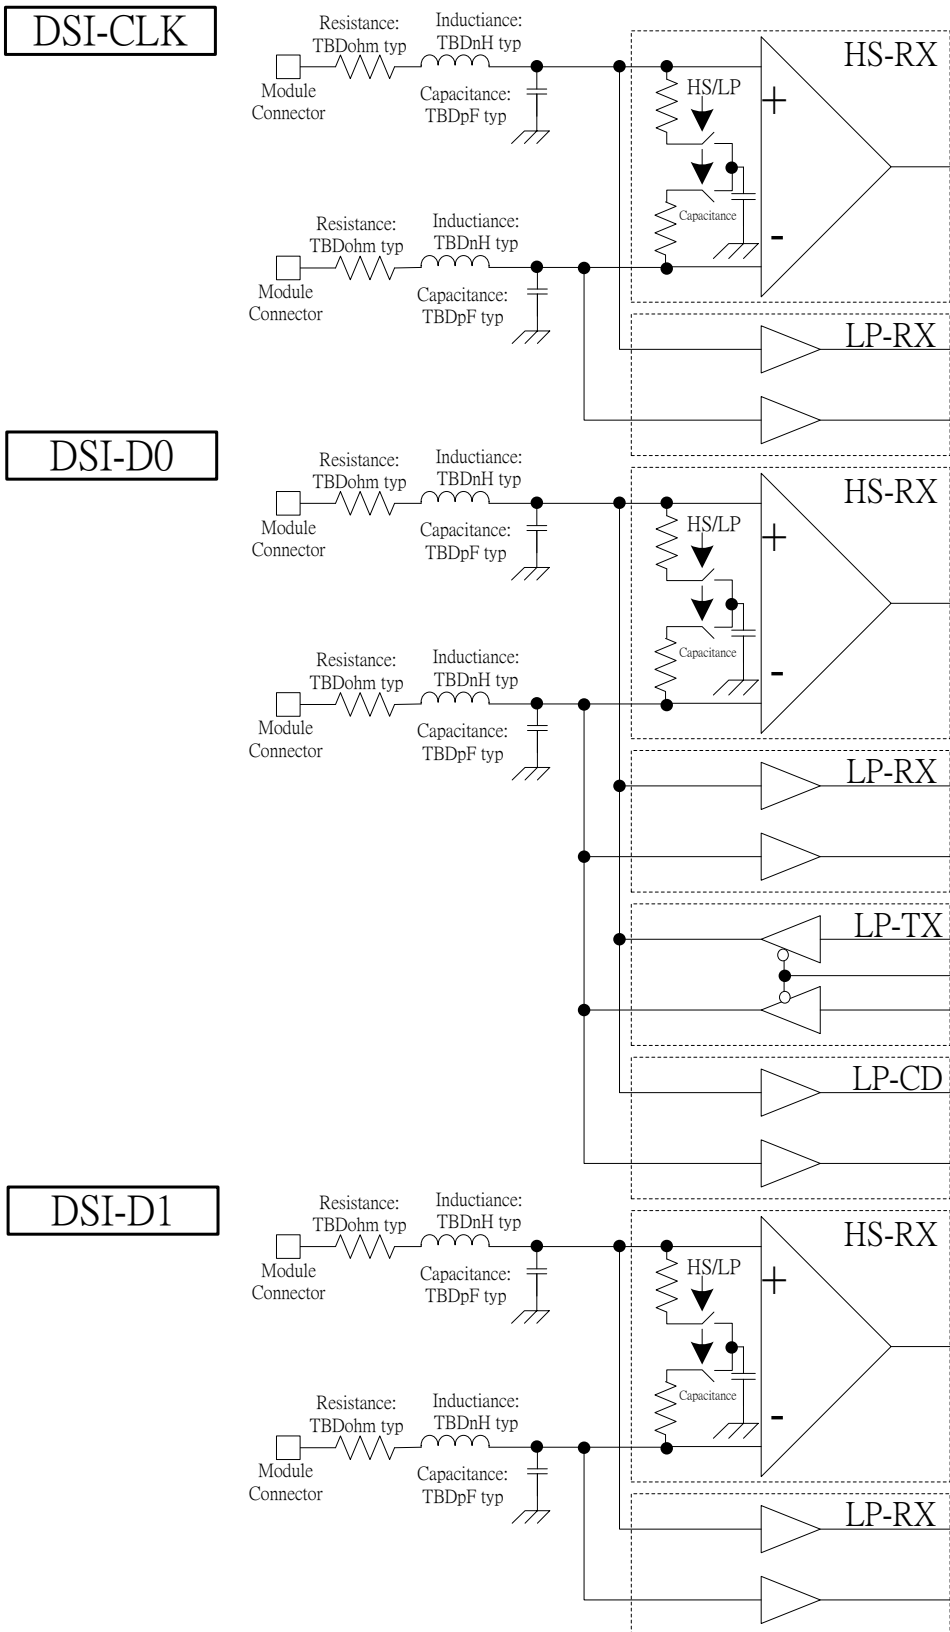 DSI-CLK
Resistance:
TBDohm typ
Inductiance:
TBDnH typ
Module
Connector
Capacitance:
TBDpF typ
HS-RX
HS/LP
+
Capacitance
-
Resistance:
TBDohm typ
Inductiance:
TBDnH typ
Module
Connector
Capacitance:
TBDpF typ
LP-RX
DSI-D0
Resistance:
TBDohm typ
Inductiance:
TBDnH typ
Module
Connector
Capacitance:
TBDpF typ
HS-RX
HS/LP
+
Capacitance
-
Resistance:
TBDohm typ
Inductiance:
TBDnH typ
Module
Connector
Capacitance:
TBDpF typ
LP-RX
LP-TX
LP-CD
DSI-D1
Resistance:
TBDohm typ
Inductiance:
TBDnH typ
Module
Connector
Capacitance:
TBDpF typ
HS-RX
HS/LP
+
Capacitance
-
Resistance:
TBDohm typ
Inductiance:
TBDnH typ
Module
Connector
Capacitance:
TBDpF typ
LP-RX